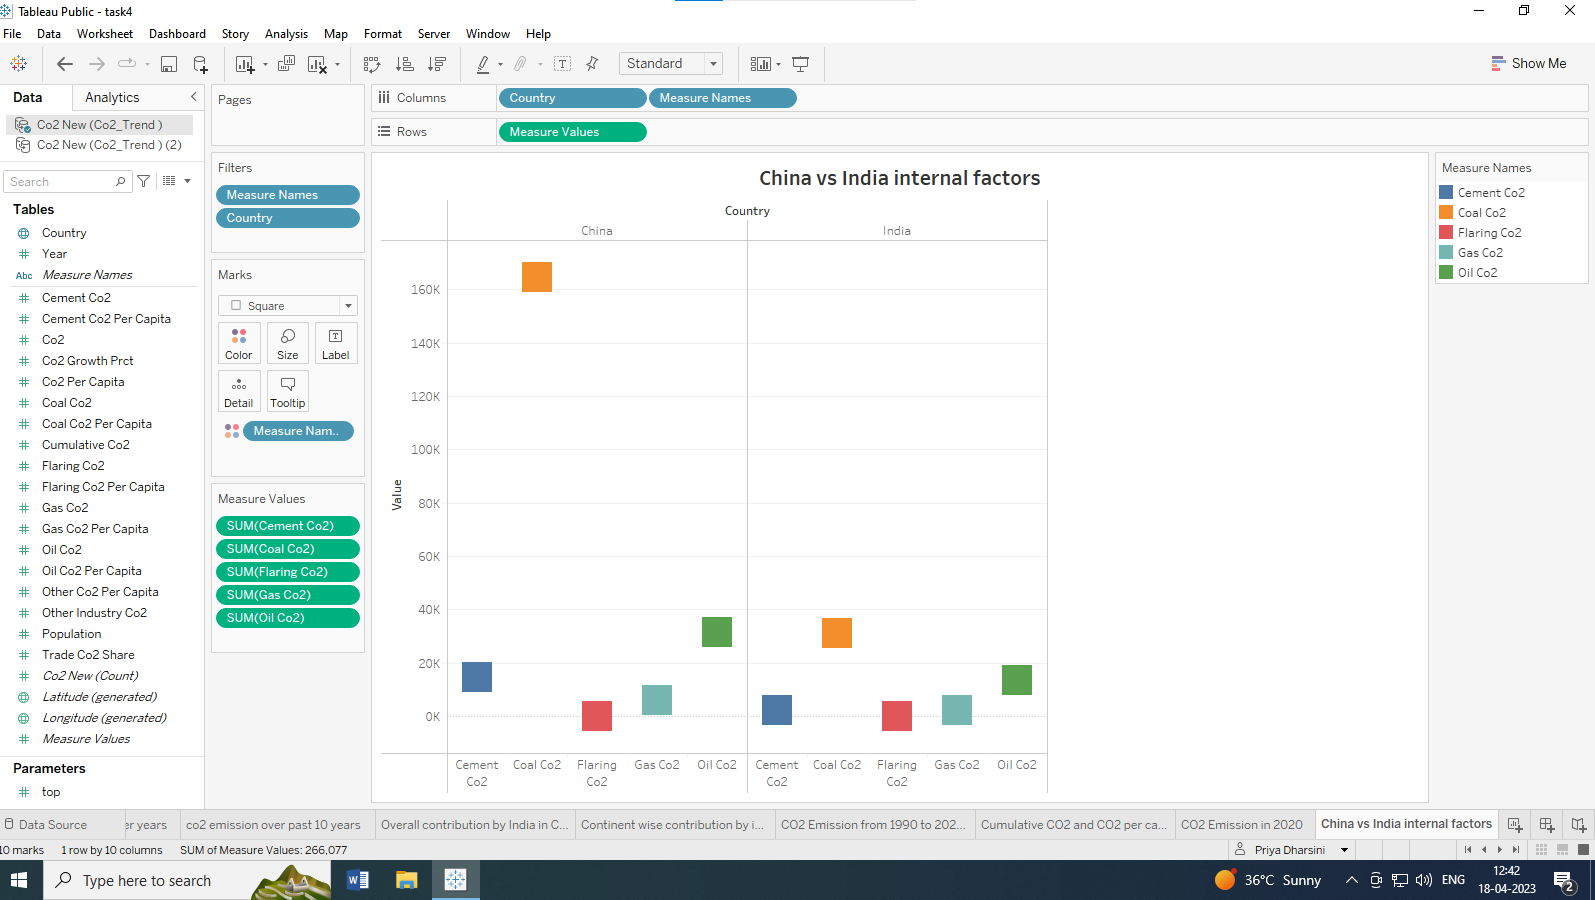 Tableau Public - task4
File Data Worksheet Dashboard Story Analysis Map Format Server Window Help
Standard
Show Me
Data Analytics
Co2 New (Co2_Trend )
Co2 New (Co2_Trend ) (2)
Search
Tables
Country
Year
Abc Measure Names
Cement Co2
Cement Co2 Per Capita
Co2
Co2 Growth Prct
Co2 Per Capita
Coal Co2
Coal Co2 Per Capita
Cumulative Co2
Flaring Co2
Flaring Co2 Per Capita
Gas Co2
Gas Co2 Per Capita
Oil Co2
Oil Co2 Per Capita
Other Co2 Per Capita
Other Industry Co2
Population
Trade Co2 Share
Co2 New (Count)
Latitude (generated)
Longitude (generated)
Measure Values
Parameters
top
Pages
Filters
Measure Names
Country
Marks
Square
Color Size Label
Detail Tooltip
Measure Nam..
Measure Values
SUM(Cement Co2)
SUM(Coal Co2)
SUM(Flaring Co2)
SUM(Gas Co2)
SUM(Oil Co2)
Columns Country Measure Names
Rows Measure Values
China vs India internal factors
Country
China India
Value
160K
140K
120K
100K
80K
60K
40K
20K
0K
Cement Co2 Coal Co2 Flaring Co2 Gas Co2 Oil Co2 Cement Co2 Coal Co2 Flaring Co2 Gas Co2 Oil Co2
Measure Names
Cement Co2
Coal Co2
Flaring Co2
Gas Co2
Oil Co2
Data Source er years co2 emission over past 10 years Overall contribution by India in C... Continent wise contribution by i... CO2 Emission from 1990 to 202... Cumulative CO2 and CO2 per ca... CO2 Emission in 2020 China vs India internal factors
10 marks 1 row by 10 columns SUM of Measure Values: 266,077 Priya Dharsini
Type here to search
36°C Sunny ENG 12:42
18-04-2023
2